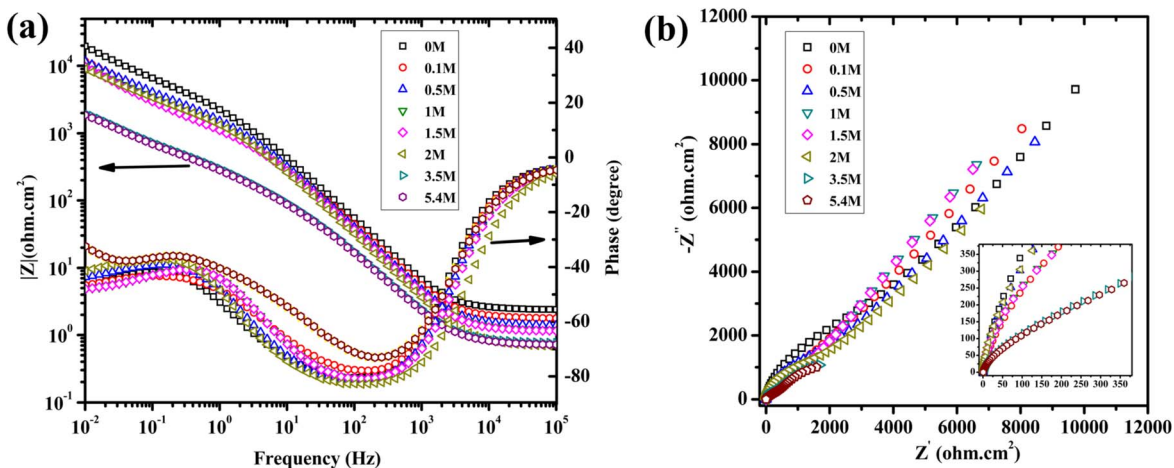 (a)
10⁴
10³
10²
10¹
10⁰
10⁻¹
|Z|(ohm.cm²)
0M
0.1M
0.5M
1M
1.5M
2M
3.5M
5.4M
40
20
0
-20
-40
-60
-80
Phase (degree)
10⁻² 10⁻¹ 10⁰ 10¹ 10² 10³ 10⁴ 10⁵
Frequency (Hz)
(b)
12000
10000
8000
6000
4000
2000
0
-Z'' (ohm.cm²)
0M
0.1M
0.5M
1M
1.5M
2M
3.5M
5.4M
350
300
250
200
150
100
50
0
0 50 100 150 200 250 300 350
0 2000 4000 6000 8000 10000 12000
Z' (ohm.cm²)